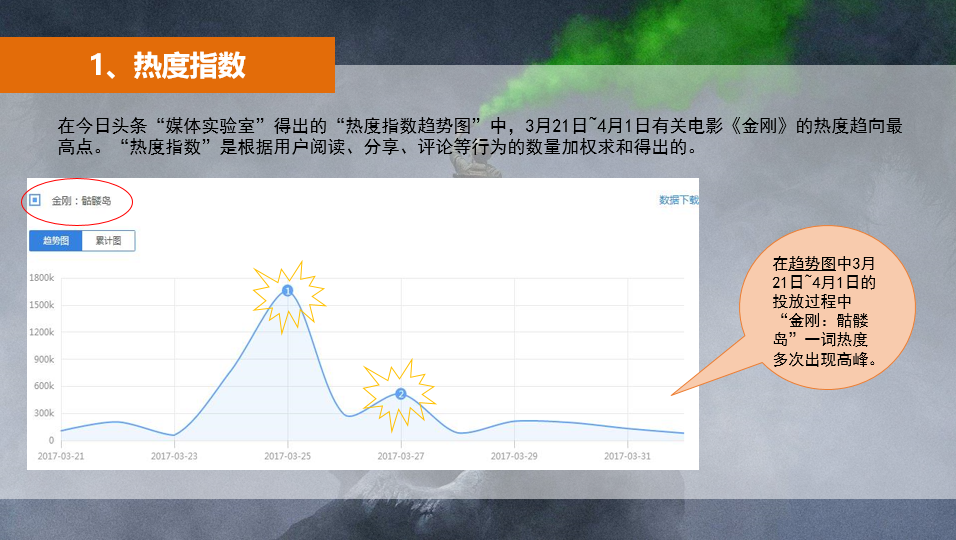 1、热度指数
在今日头条“媒体实验室”得出的“热度指数趋势图”中，3月21日~4月1日有关电影《金刚》的热度趋向最
高点。“热度指数”是根据用户阅读、分享、评论等行为的数量加权求和得出的。
金刚：骷髅岛
数据下载
趋势图 累计图
1800k
1500k
1200k
900k
600k
300k
0
1
2
2017-03-21 2017-03-23 2017-03-25 2017-03-27 2017-03-29 2017-03-31
在趋势图中3月
21日~4月1日的
投放过程中
“金刚：骷髅
岛”一词热度
多次出现高峰。